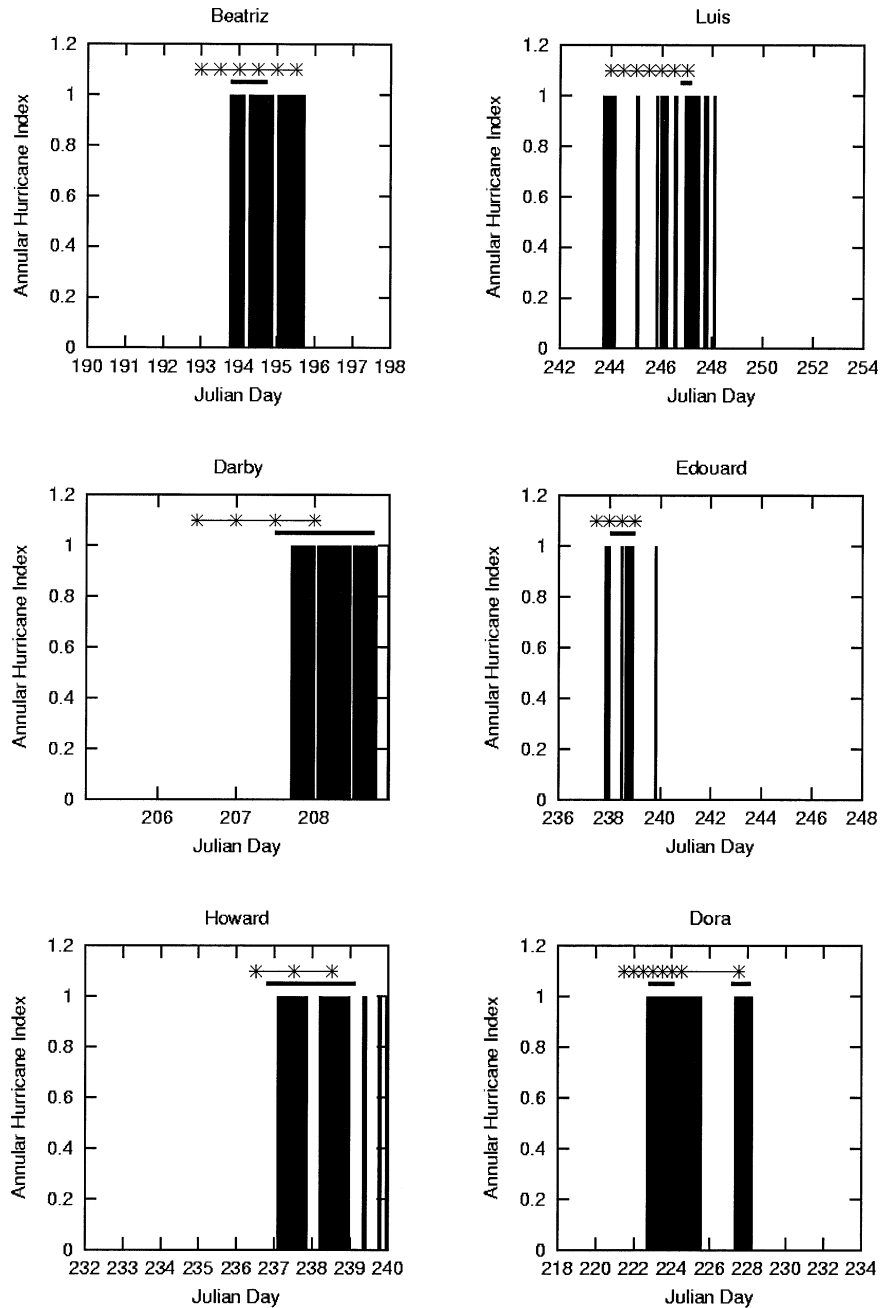 Beatriz
Annular Hurricane Index
1.2
1
0.8
0.6
0.4
0.2
0
190 191 192 193 194 195 196 197 198
Julian Day
Luis
Annular Hurricane Index
1.2
1
0.8
0.6
0.4
0.2
0
242 244 246 248 250 252 254
Julian Day
Darby
Annular Hurricane Index
1.2
1
0.8
0.6
0.4
0.2
0
206 207 208
Julian Day
Edouard
Annular Hurricane Index
1.2
1
0.8
0.6
0.4
0.2
0
236 238 240 242 244 246 248
Julian Day
Howard
Annular Hurricane Index
1.2
1
0.8
0.6
0.4
0.2
0
232 233 234 235 236 237 238 239 240
Julian Day
Dora
Annular Hurricane Index
1.2
1
0.8
0.6
0.4
0.2
0
218 220 222 224 226 228 230 232 234
Julian Day